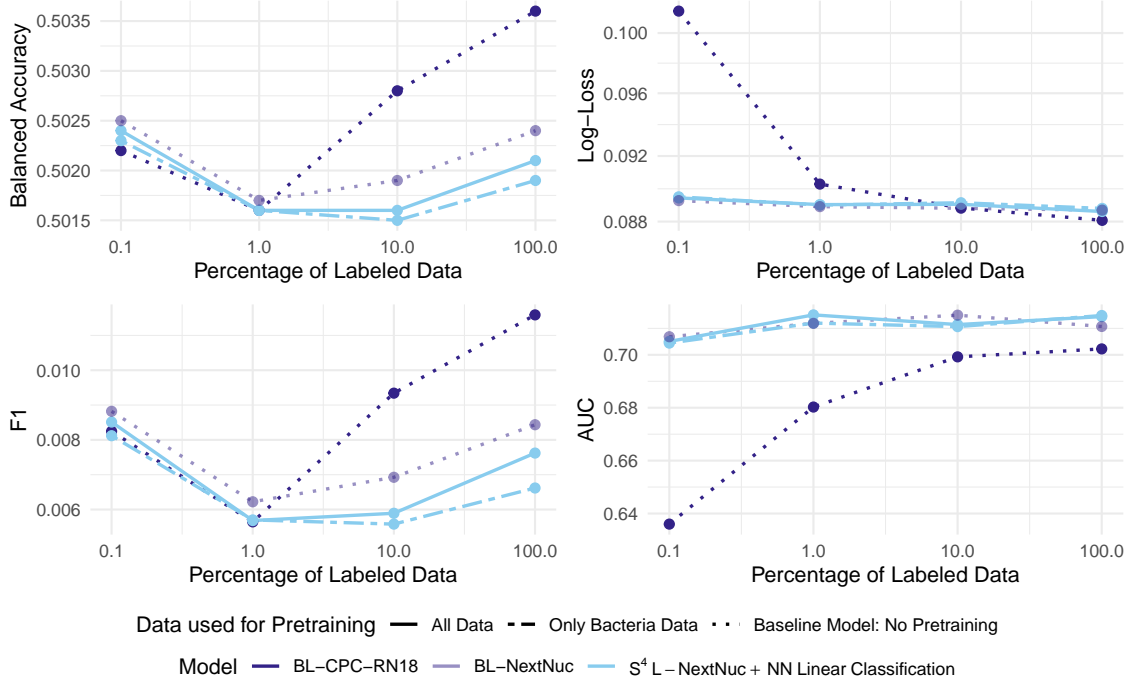 Balanced Accuracy
0.5035
0.5030
0.5025
0.5020
0.5015
0.1 1.0 10.0 100.0
Percentage of Labeled Data
Log−Loss
0.100
0.096
0.092
0.088
0.1 1.0 10.0 100.0
Percentage of Labeled Data
F1
0.010
0.008
0.006
0.1 1.0 10.0 100.0
Percentage of Labeled Data
AUC
0.70
0.68
0.66
0.64
0.1 1.0 10.0 100.0
Percentage of Labeled Data
Data used for Pretraining All Data Only Bacteria Data Baseline Model: No Pretraining
Model BL−CPC−RN18 BL−NextNuc S⁴ L − NextNuc + NN Linear Classification